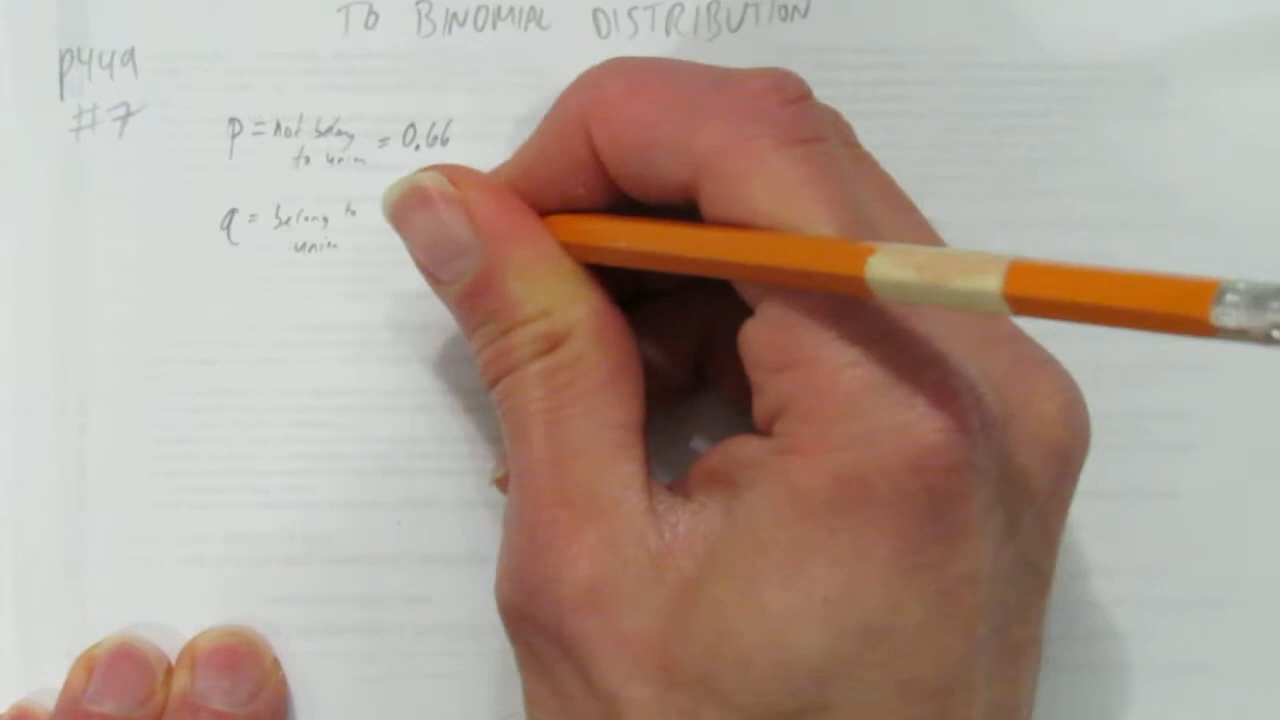 TO BINOMIAL DISTRIBUTION
P449
#7
p = not belong = 0.66
to union
q = belong to
union